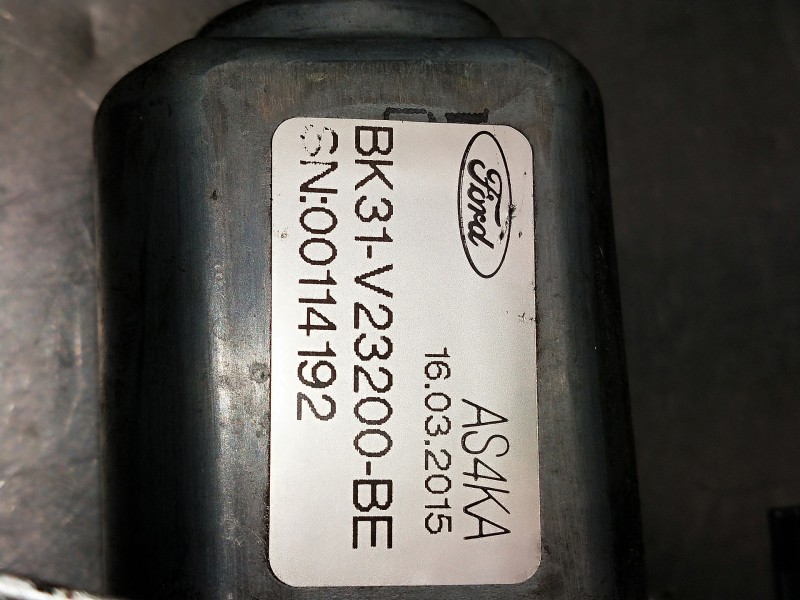 Ford
AS4KA
16.03.2015
BK31-V23200-BE
SN:00114192